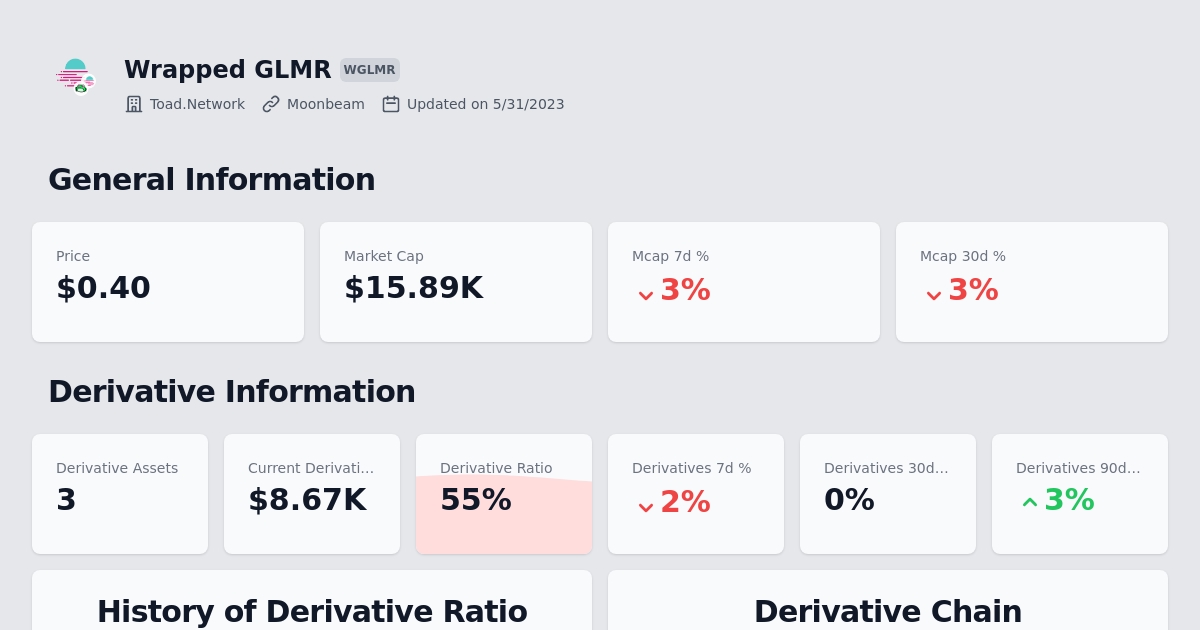 Wrapped GLMR WGLMR
Toad.Network Moonbeam Updated on 5/31/2023
General Information
Price
$0.40
Market Cap
$15.89K
Mcap 7d %
3%
Mcap 30d %
3%
Derivative Information
Derivative Assets
3
Current Derivati...
$8.67K
Derivative Ratio
55%
Derivatives 7d %
2%
Derivatives 30d...
0%
Derivatives 90d...
3%
History of Derivative Ratio
Derivative Chain